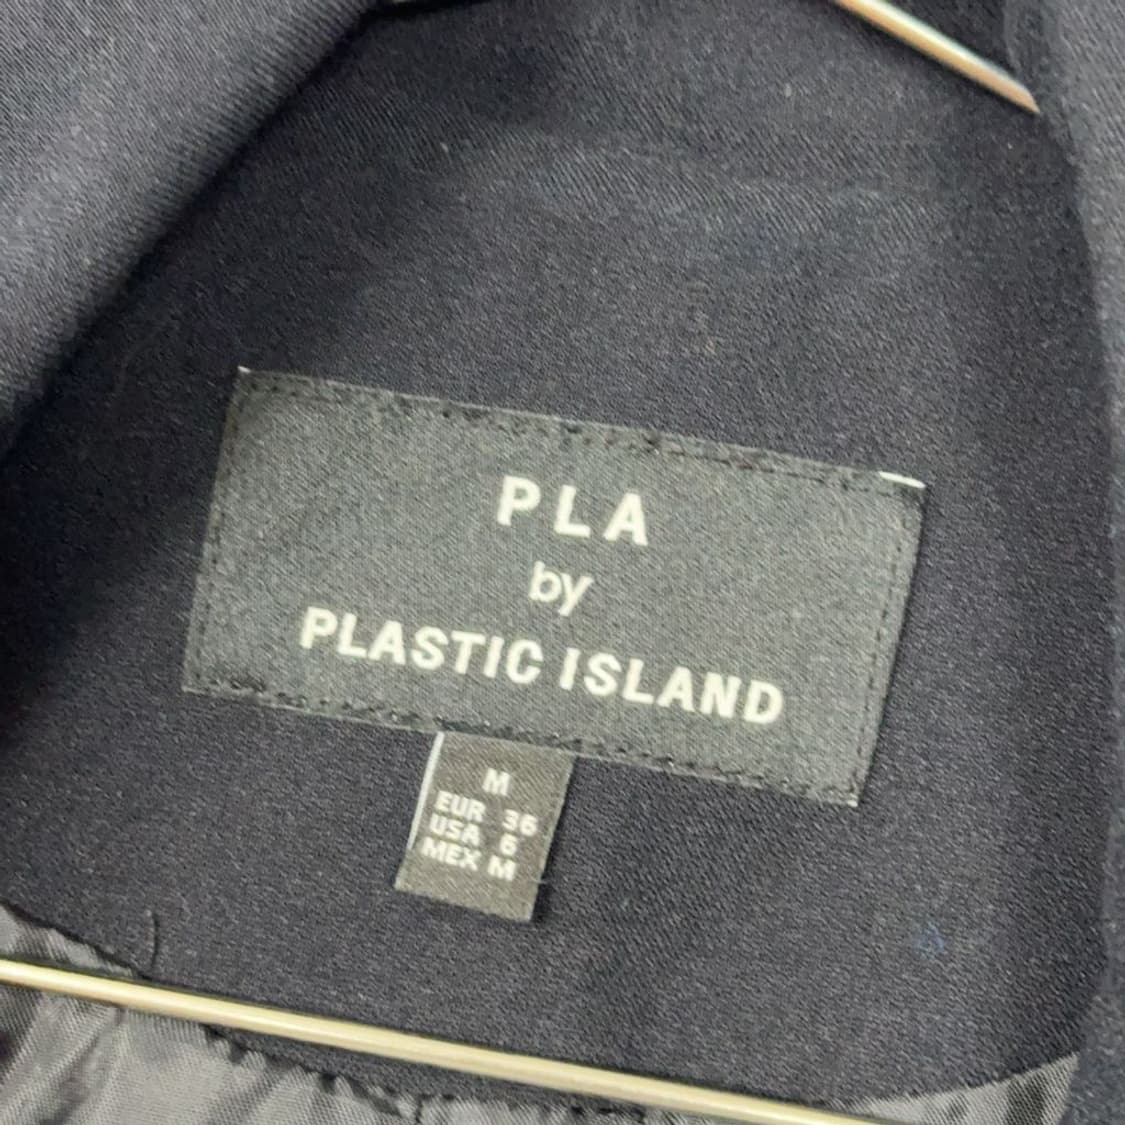 PLA
by
PLASTIC ISLAND
M
EUR 36
USA 6
MEX M